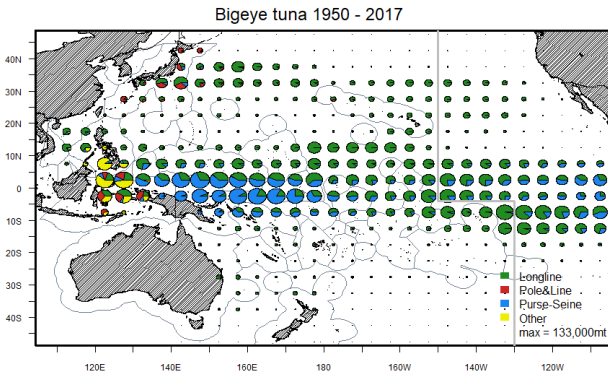 Bigeye tuna 1950 - 2017
40N
30N
20N
10N
0
10S
20S
30S
40S
Longline
Pole&Line
Purse-Seine
Other
max = 133,000mt
120E 140E 160E 180 160W 140W 120W